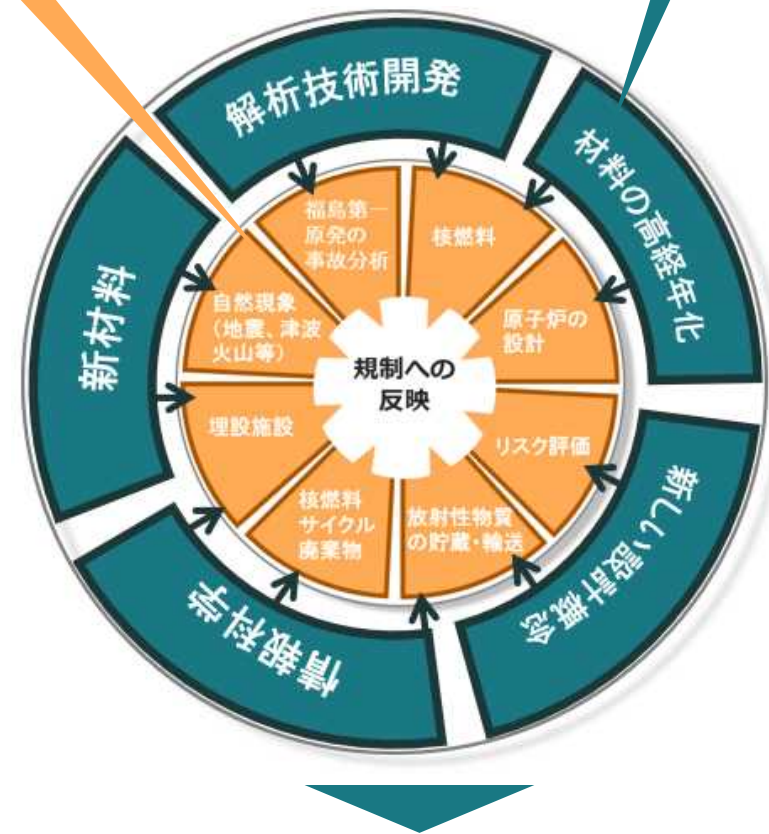 解析技術開発
材料の高経年化
新しい設計概念
情報科学
新材料
福島第一
原発の
事故分析
核燃料
原子炉の
設計
リスク評価
放射性物質
の貯蔵・輸送
核燃料
サイクル
廃棄物
埋設施設
自然現象
(地震、津波
火山等)
規制への
反映